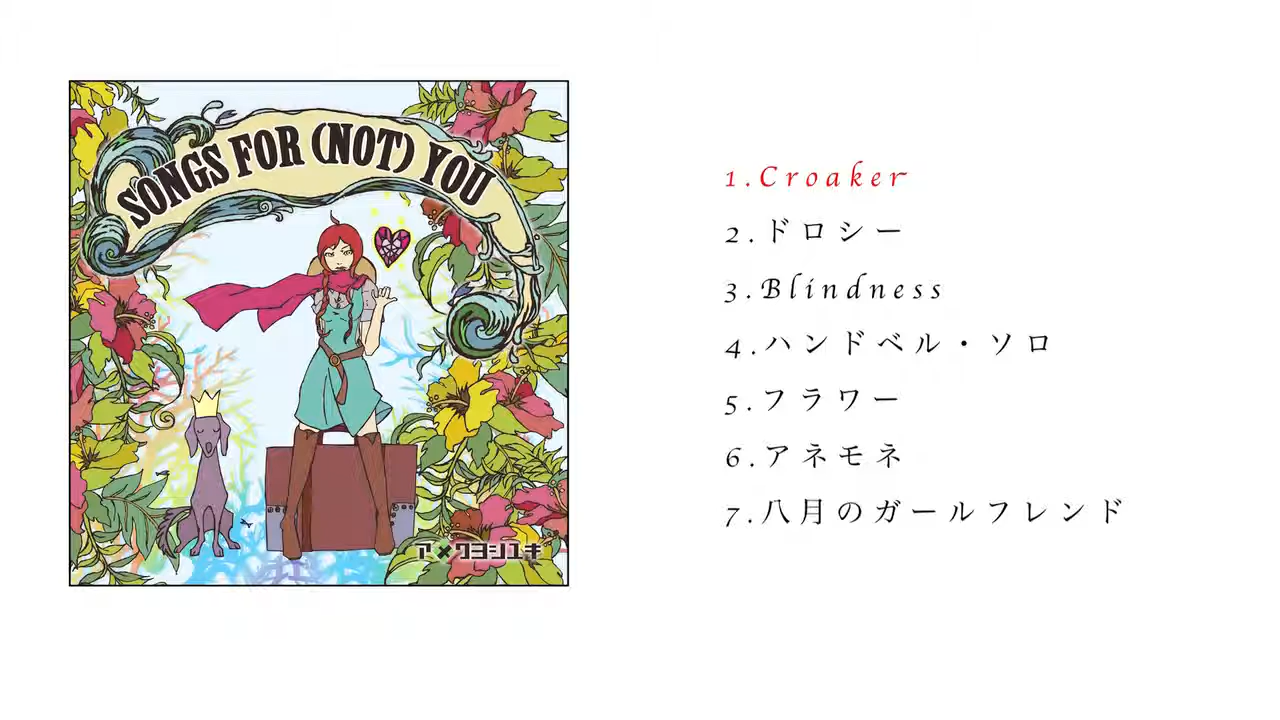 SONGS FOR (NOT) YOU
ア×ワヨシユキ
1.Croaker
2.ドロシー
3.Blindness
4.ハンドベル・ソロ
5.フラワー
6.アネモネ
7.八月のガールフレンド